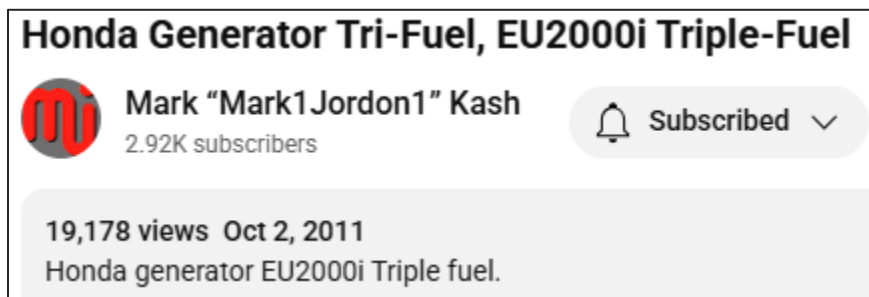 Honda Generator Tri-Fuel, EU2000i Triple-Fuel
Mark “Mark1Jordon1” Kash
2.92K subscribers
Subscribed
19,178 views Oct 2, 2011
Honda generator EU2000i Triple fuel.